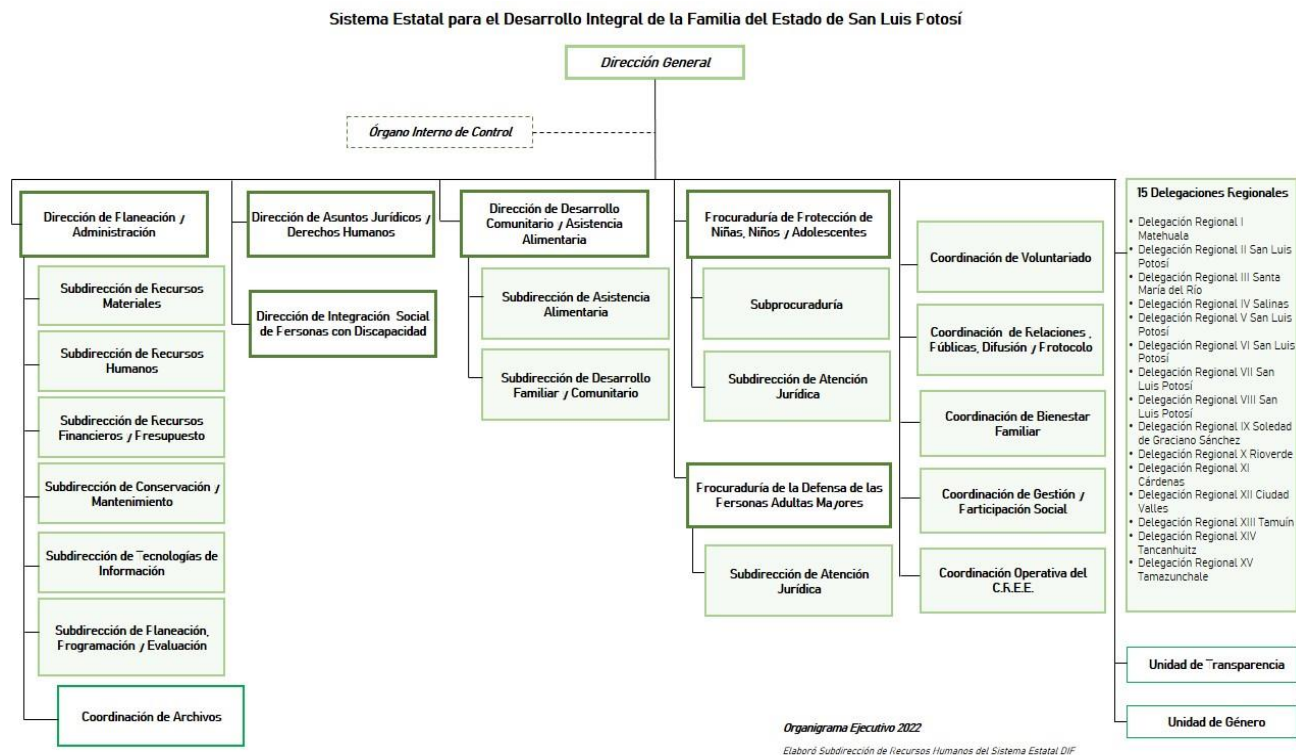 Sistema Estatal para el Desarrollo Integral de la Familia del Estado de San Luis Potosí
Dirección General
Órgano Interno de Control
Dirección de Planeación y
Administración
Subdirección de Recursos
Materiales
Subdirección de Recursos
Humanos
Subdirección de Recursos
Financieros y Presupuesto
Subdirección de Conservación y
Mantenimiento
Subdirección de Tecnologías de
Información
Subdirección de Planeación,
Programación y Evaluación
Coordinación de Archivos
Dirección de Asuntos Jurídicos y
Derechos Humanos
Dirección de Integración Social
de Personas con Discapacidad
Dirección de Desarrollo
Comunitario y Asistencia
Alimentaria
Subdirección de Asistencia
Alimentaria
Subdirección de Desarrollo
Familiar y Comunitario
Procuraduría de Protección de
Niñas, Niños y Adolescentes
Subprocuraduría
Subdirección de Atención
Jurídica
Procuraduría de la Defensa de las
Personas Adultas Mayores
Subdirección de Atención
Jurídica
Coordinación de Voluntariado
Coordinación de Relaciones ,
Públicas, Difusión y Protocolo
Coordinación de Bienestar
Familiar
Coordinación de Gestión y
Participación Social
Coordinación Operativa del
C.R.E.E.
15 Delegaciones Regionales
• Delegación Regional I
Matehuala
• Delegación Regional II San Luis
Potosí
• Delegación Regional III Santa
María del Río
• Delegación Regional IV Salinas
• Delegación Regional V San Luis
Potosí
• Delegación Regional VI San Luis
Potosí
• Delegación Regional VII San
Luis Potosí
• Delegación Regional VIII San
Luis Potosí
• Delegación Regional IX Soledad
de Graciano Sánchez
• Delegación Regional X Rioverde
• Delegación Regional XI
Cárdenas
• Delegación Regional XII Ciudad
Valles
• Delegación Regional XIII Tamuín
• Delegación Regional XIV
Tancanhuitz
• Delegación Regional XV
Tamazunchale
Unidad de Transparencia
Unidad de Género
Organigrama Ejecutivo 2022
Elaboró Subdirección de Recursos Humanos del Sistema Estatal DIF